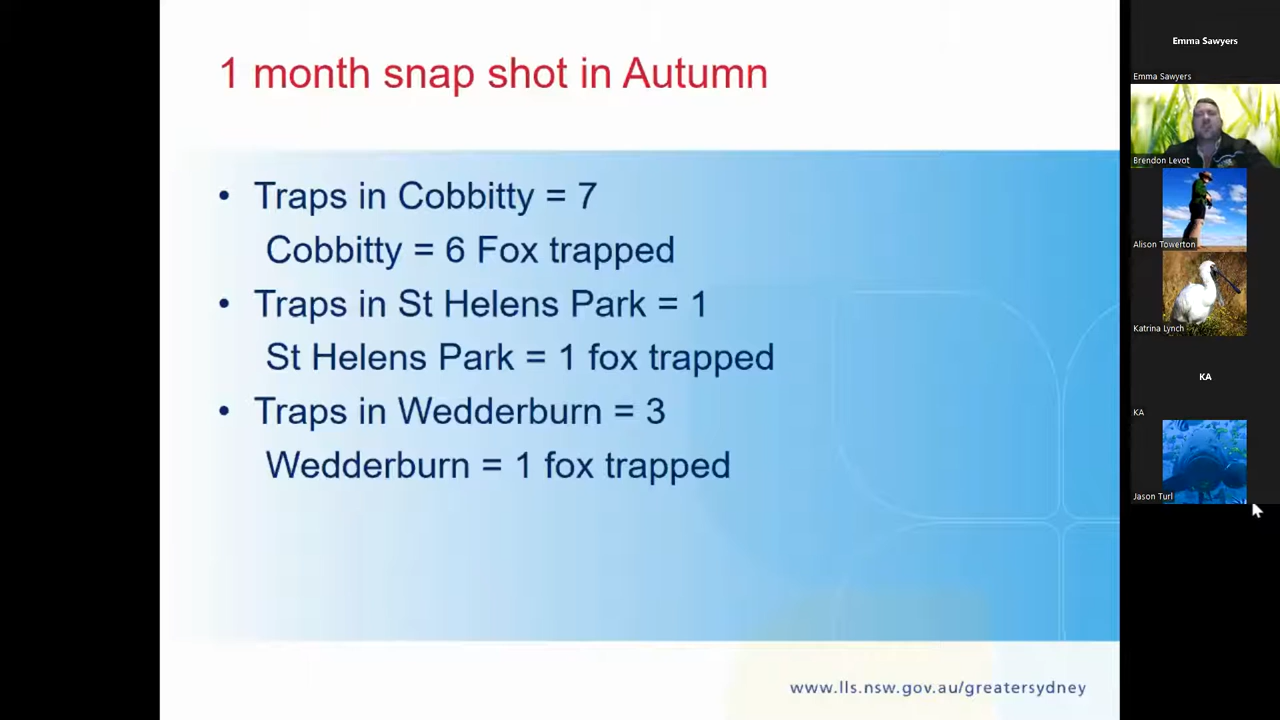 1 month snap shot in Autumn
• Traps in Cobbitty = 7
Cobbitty = 6 Fox trapped
• Traps in St Helens Park = 1
St Helens Park = 1 fox trapped
• Traps in Wedderburn = 3
Wedderburn = 1 fox trapped
www.lls.nsw.gov.au/greatersydney
Emma Sawyers
Emma Sawyers
Brendon Levot
Alison Towerton
Katrina Lynch
KA
KA
Jason Turl